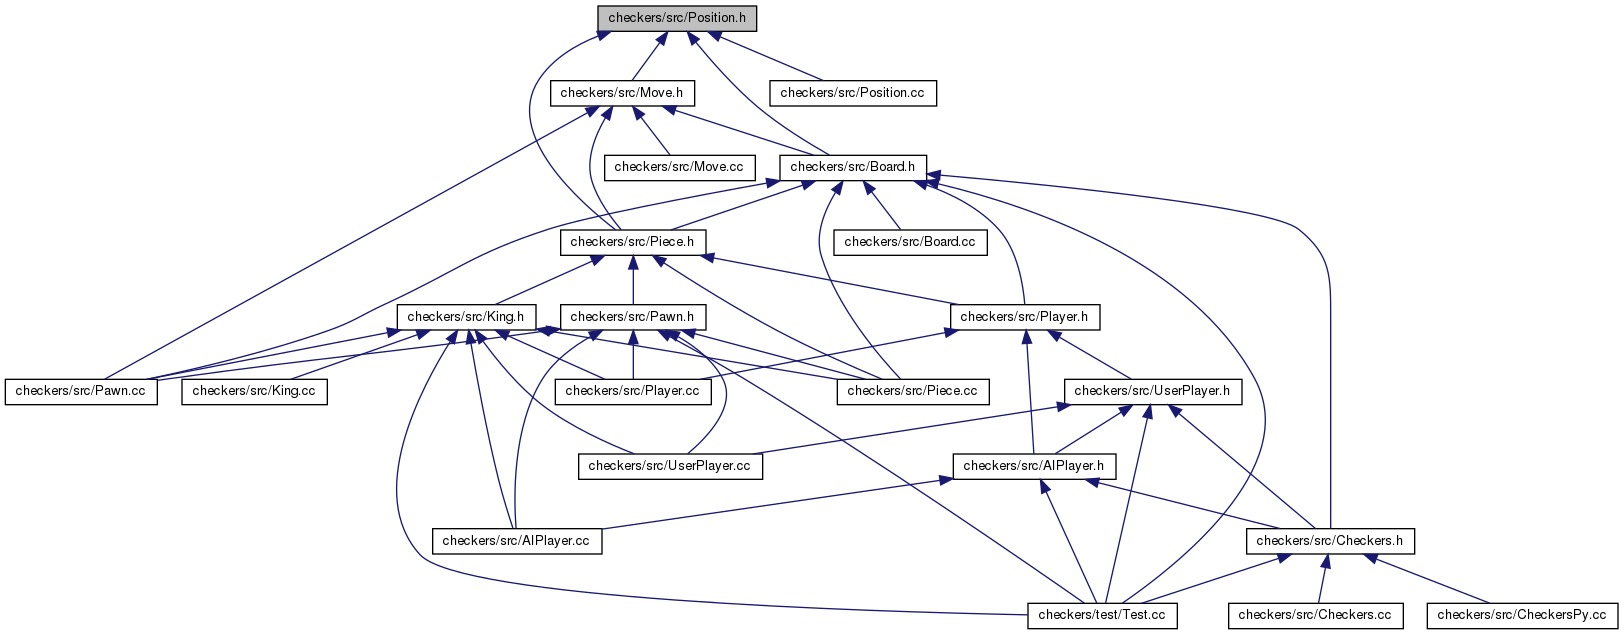 checkers/src/Position.h
checkers/src/Move.h
checkers/src/Position.cc
checkers/src/Move.cc
checkers/src/Board.h
checkers/src/Piece.h
checkers/src/Board.cc
checkers/src/King.h
checkers/src/Pawn.h
checkers/src/Player.h
checkers/src/Pawn.cc
checkers/src/King.cc
checkers/src/Player.cc
checkers/src/Piece.cc
checkers/src/UserPlayer.h
checkers/src/UserPlayer.cc
checkers/src/AIPlayer.h
checkers/src/AIPlayer.cc
checkers/src/Checkers.h
checkers/test/Test.cc
checkers/src/Checkers.cc
checkers/src/CheckersPy.cc